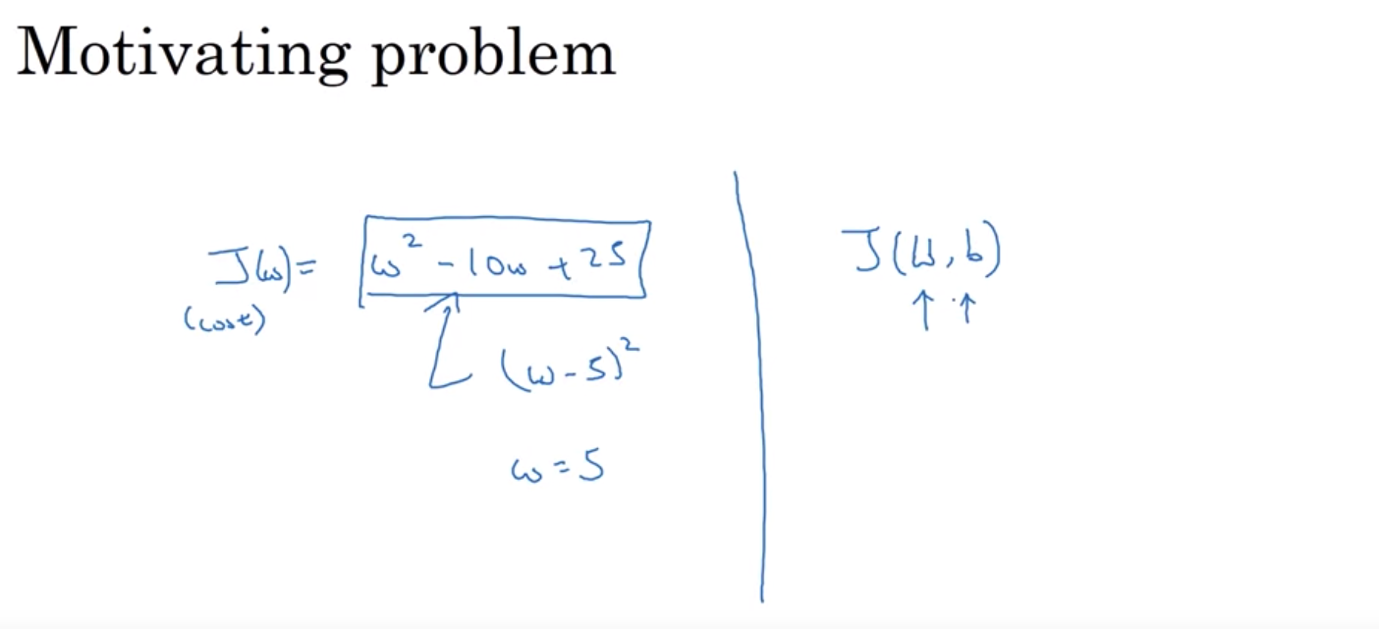 Motivating problem
J(w) = w² - 10w + 25
(cost)
(w - 5)²
w = 5
J(W, b)